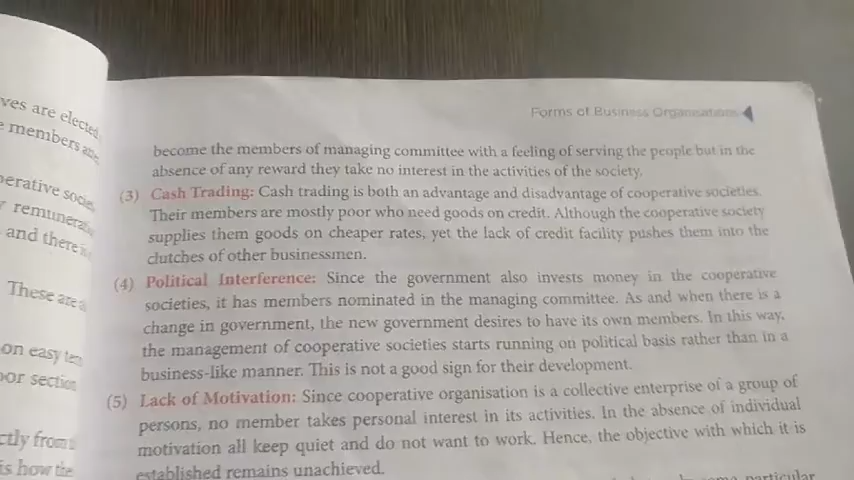 ves are elected
members
erative
remunera
and there
These are
on easy
oor section
ctly from
is how the
Forms of Business Organisations
become the members of managing committee with a feeling of serving the people but in the
absence of any reward they take no interest in the activities of the society.
(3) Cash Trading: Cash trading is both an advantage and disadvantage of cooperative societies.
Their members are mostly poor who need goods on credit. Although the cooperative society
supplies them goods on cheaper rates, yet the lack of credit facility pushes them into the
clutches of other businessmen.
(4) Political Interference: Since the government also invests money in the cooperative
societies, it has members nominated in the managing committee. As and when there is a
change in government, the new government desires to have its own members. In this way,
the management of cooperative societies starts running on political basis rather than in a
business-like manner. This is not a good sign for their development.
(5) Lack of Motivation: Since cooperative organisation is a collective enterprise of a group of
persons, no member takes personal interest in its activities. In the absence of individual
motivation all keep quiet and do not want to work. Hence, the objective with which it is
established remains unachieved.
particular